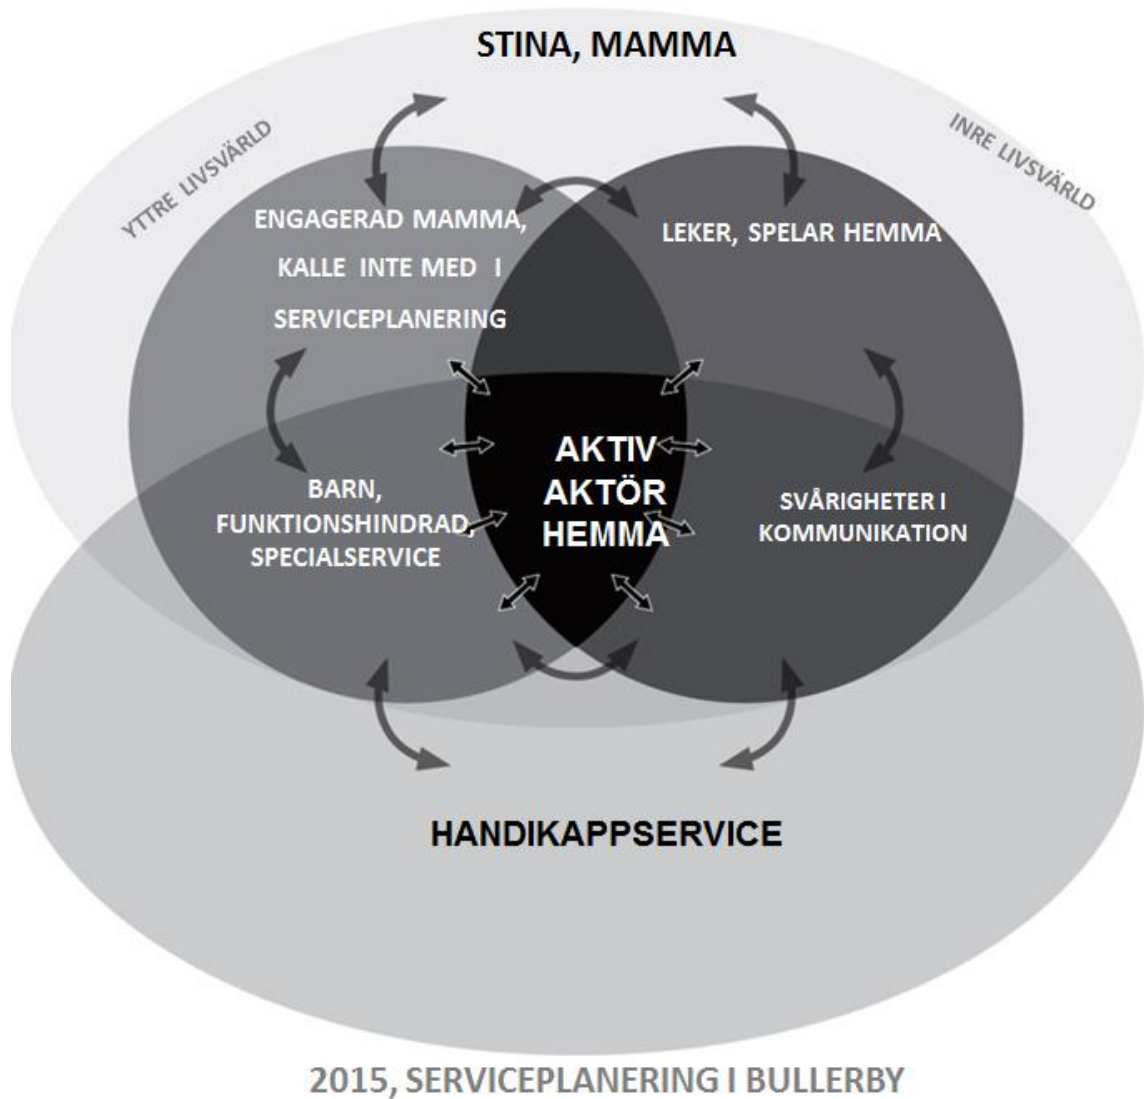 STINA, MAMMA
YTTRE LIVSVÄRLD
INRE LIVSVÄRLD
ENGAGERAD MAMMA,
KALLE INTE MED I
SERVICEPLANERING
LEKER, SPELAR HEMMA
AKTIV
AKTÖR
HEMMA
BARN,
FUNKTIONSHINDRAD,
SPECIALSERVICE
SVÅRIGHETER I
KOMMUNIKATION
HANDIKAPPSERVICE
2015, SERVICEPLANERING I BULLERBY